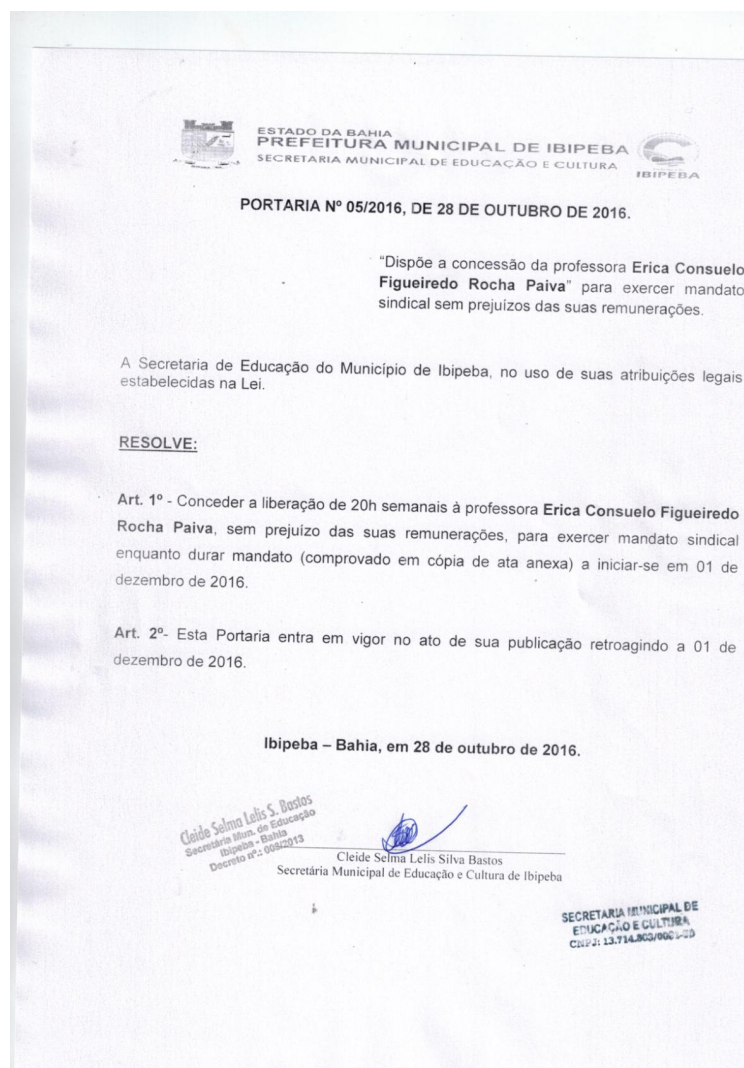 ESTADO DA BAHIA
PREFEITURA MUNICIPAL DE IBIPEBA
SECRETARIA MUNICIPAL DE EDUCAÇÃO E CULTURA
IBIPEBA
PORTARIA Nº 05/2016, DE 28 DE OUTUBRO DE 2016.
“Dispõe a concessão da professora Erica Consuelo
Figueiredo Rocha Paiva” para exercer mandato
sindical sem prejuízos das suas remunerações.
A Secretaria de Educação do Município de Ibipeba, no uso de suas atribuições legais
estabelecidas na Lei.
RESOLVE:
Art. 1º - Conceder a liberação de 20h semanais à professora Erica Consuelo Figueiredo
Rocha Paiva, sem prejuízo das suas remunerações, para exercer mandato sindical
enquanto durar mandato (comprovado em cópia de ata anexa) a iniciar-se em 01 de
dezembro de 2016.
Art. 2º- Esta Portaria entra em vigor no ato de sua publicação retroagindo a 01 de
dezembro de 2016.
Ibipeba – Bahia, em 28 de outubro de 2016.
Cleide Selma Lelis S. Bastos
Secretária Mun. de Educação
Ibipeba - Bahia
Decreto nº.: 008/2013
Cleide Selma Lelis Silva Bastos
Secretária Municipal de Educação e Cultura de Ibipeba
SECRETARIA MUNICIPAL DE
EDUCAÇÃO E CULTURA
CNPJ: